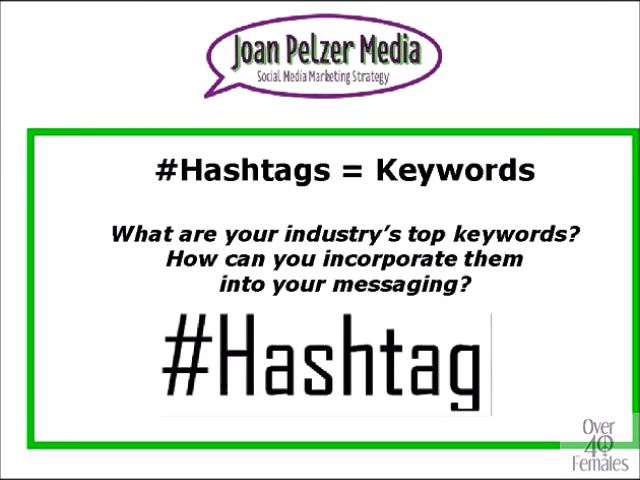 Joan Pelzer Media
Social Media Marketing Strategy
#Hashtags = Keywords
What are your industry's top keywords?
How can you incorporate them
into your messaging?
#Hashtag
Over
40
Females